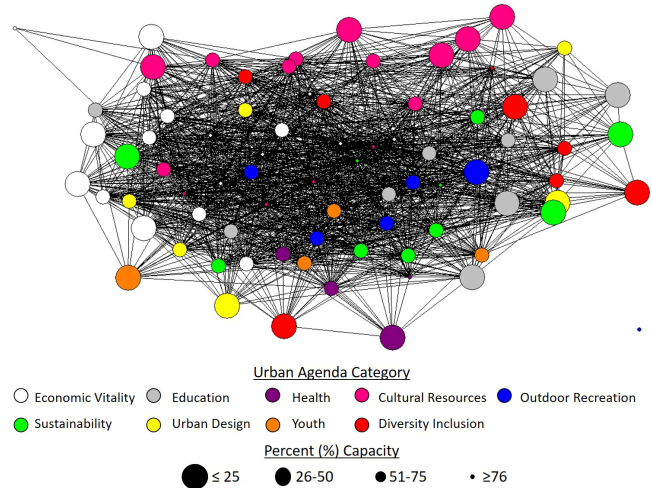 Urban Agenda Category
Economic Vitality Education Health Cultural Resources Outdoor Recreation
Sustainability Urban Design Youth Diversity Inclusion
Percent (%) Capacity
≤ 25 26-50 51-75 ≥76